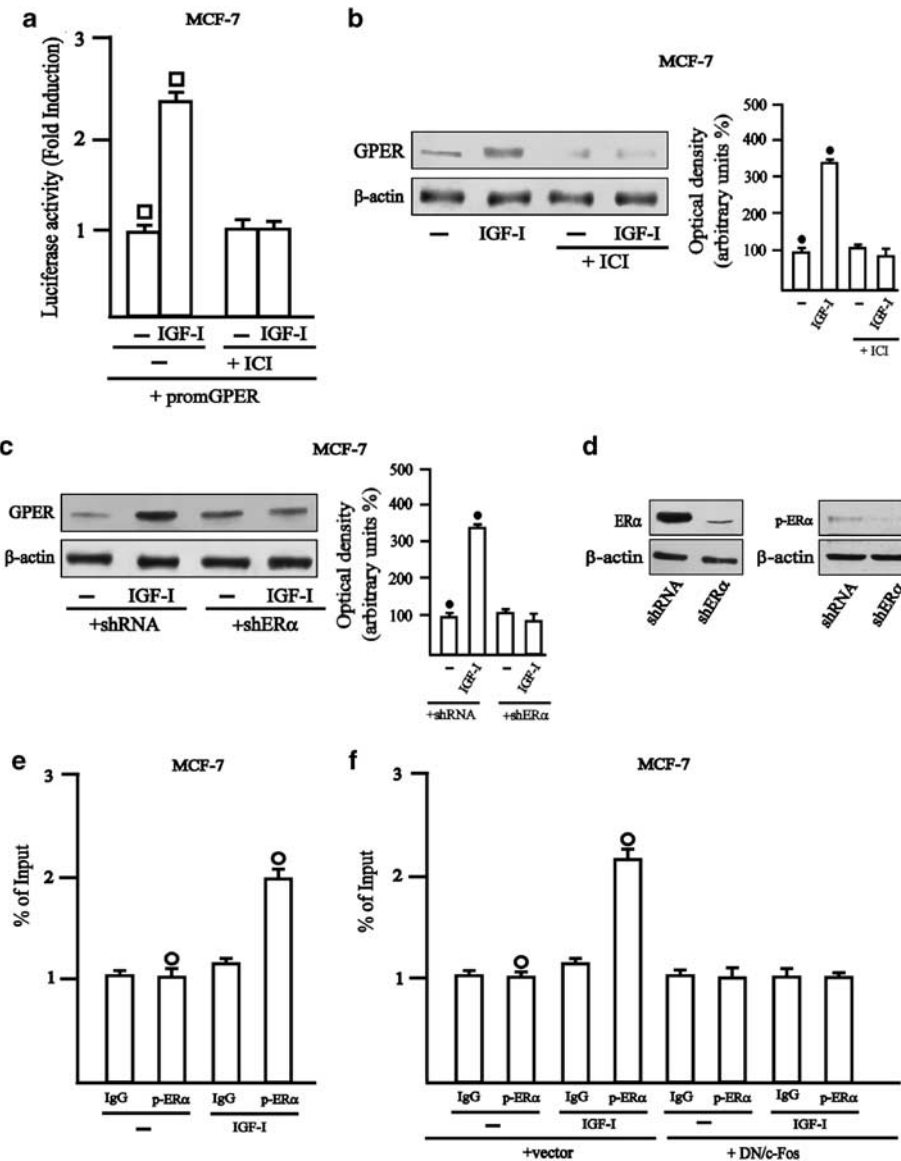 a
MCF-7
Luciferase activity (Fold Induction)
3
2
1
— IGF-I — IGF-I
— + ICI
+ promGPER
b
MCF-7
GPER
β-actin
— IGF-I — IGF-I
+ ICI
Optical density
(arbitrary units %)
500
400
300
200
100
— IGF-I — IGF-I
+ ICI
c
MCF-7
GPER
β-actin
— IGF-I — IGF-I
+shRNA +shERα
Optical density
(arbitrary units %)
500
400
300
200
100
— IGF-I — IGF-I
+shRNA +shERα
d
ERα
β-actin
shRNA shERα
p-ERα
β-actin
shRNA shERα
e
MCF-7
% of Input
3
2
1
IgG p-ERα IgG p-ERα
— IGF-I
f
MCF-7
% of Input
3
2
1
IgG p-ERα IgG p-ERα IgG p-ERα IgG p-ERα
— IGF-I — IGF-I
+vector + DN/c-Fos